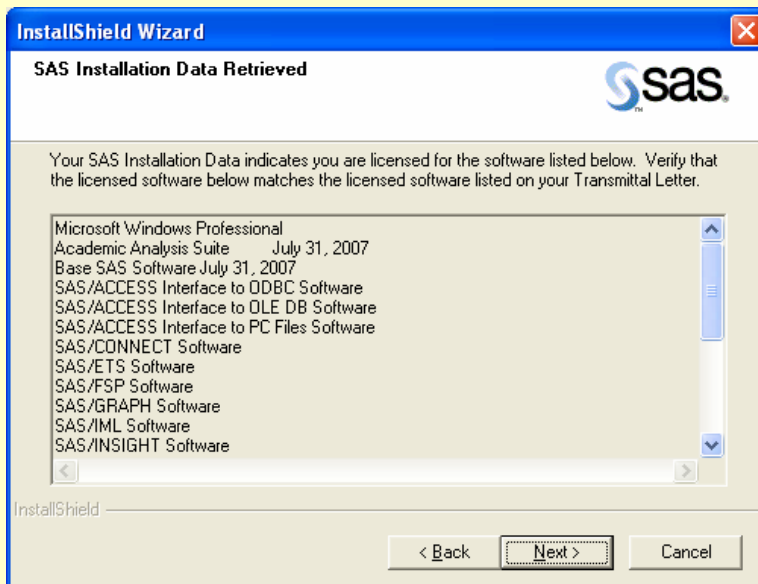 InstallShield Wizard
SAS Installation Data Retrieved
sas.
TM
Your SAS Installation Data indicates you are licensed for the software listed below. Verify that
the licensed software below matches the licensed software listed on your Transmittal Letter.
Microsoft Windows Professional
Academic Analysis Suite July 31, 2007
Base SAS Software July 31, 2007
SAS/ACCESS Interface to ODBC Software
SAS/ACCESS Interface to OLE DB Software
SAS/ACCESS Interface to PC Files Software
SAS/CONNECT Software
SAS/ETS Software
SAS/FSP Software
SAS/GRAPH Software
SAS/IML Software
SAS/INSIGHT Software
InstallShield
< Back Next > Cancel